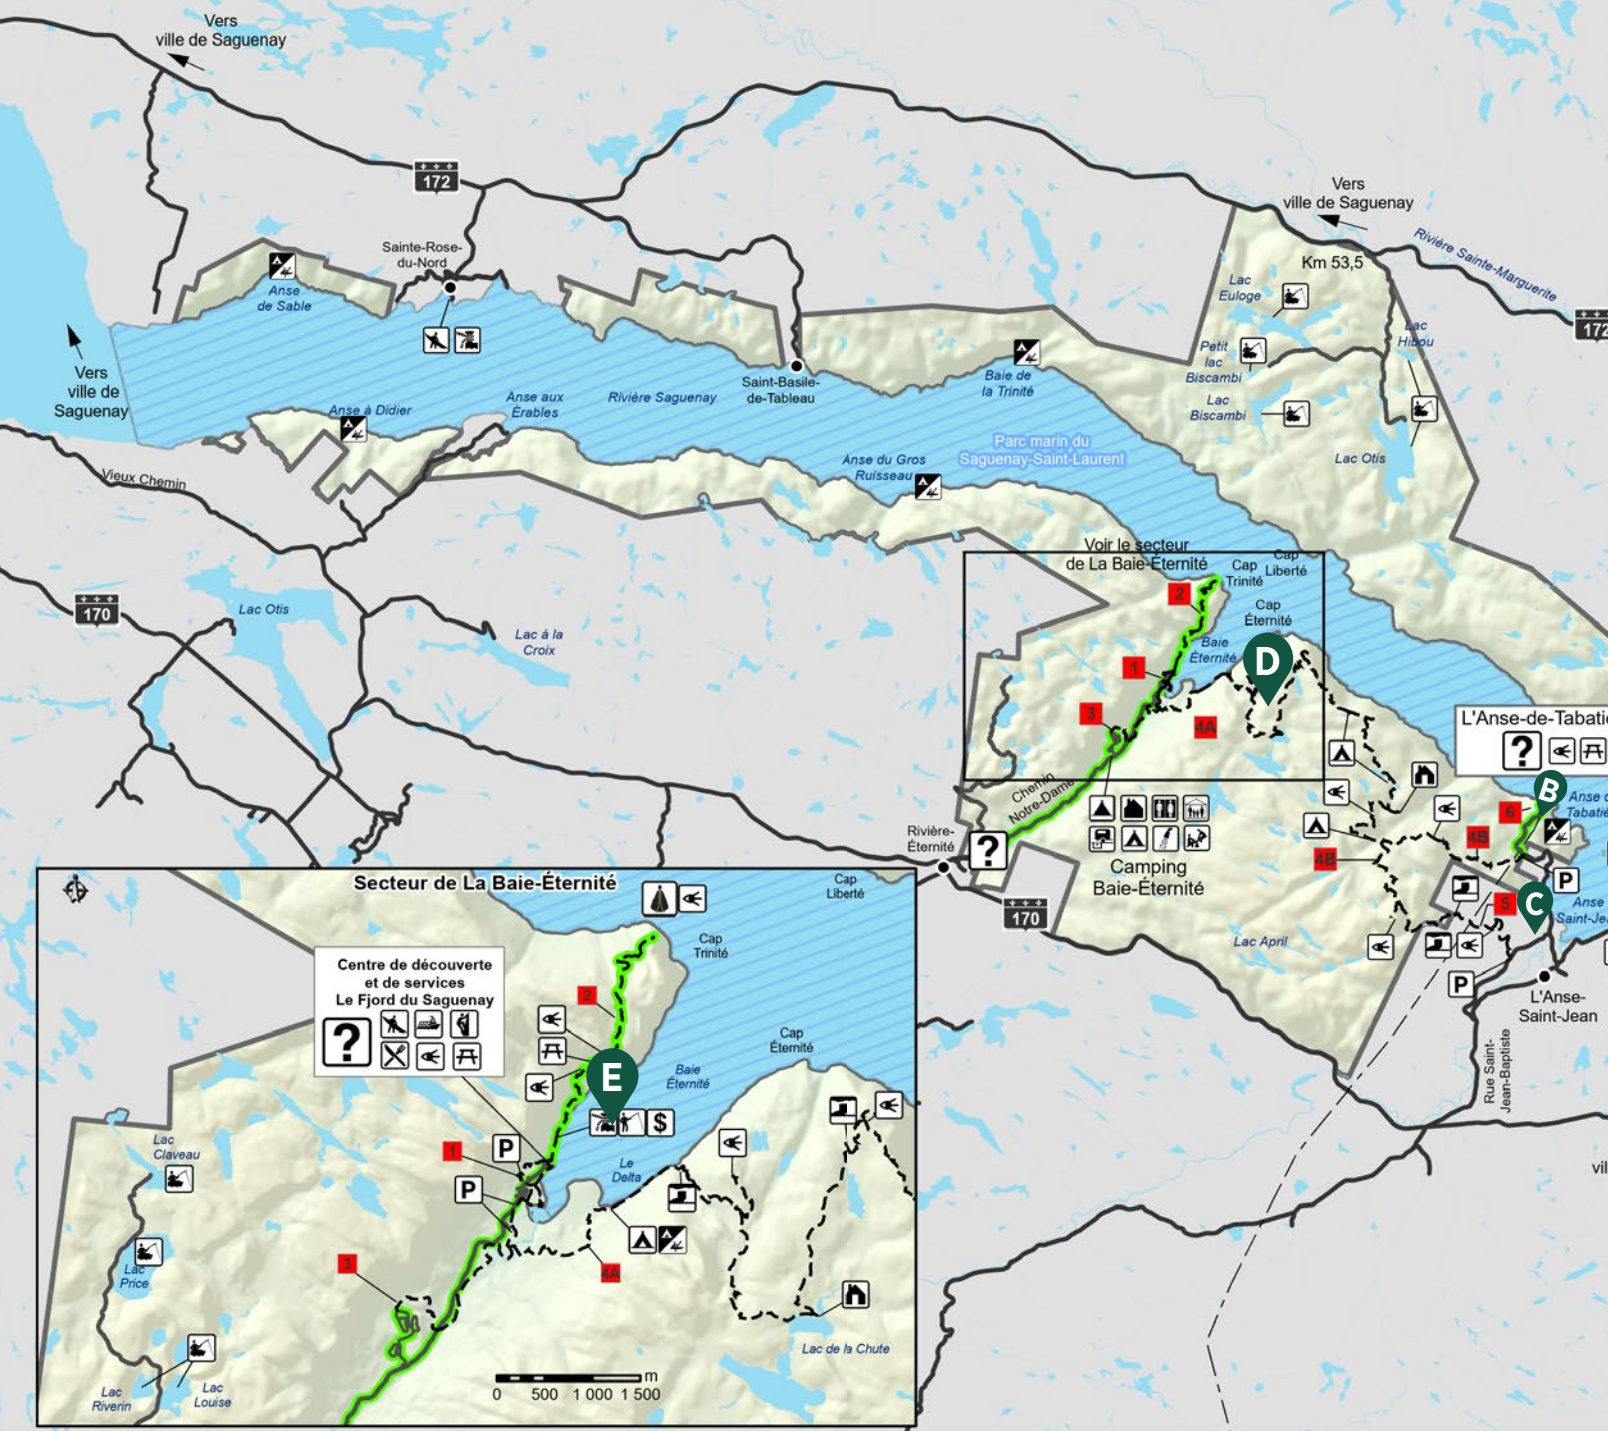 Vers
ville de Saguenay
172
Vers
ville de Saguenay
Rivière Sainte-Marguerite
Km 53,5
172
Sainte-Rose-
du-Nord
Anse
de Sable
Lac
Euloge
Lac
Hibou
Petit
lac
Biscambi
Lac
Biscambi
Lac Otis
Vers
ville de
Saguenay
Anse à Didier
Anse aux
Érables
Rivière Saguenay
Saint-Basile-
de-Tableau
Baie de
la Trinité
Parc marin du
Saguenay-Saint-Laurent
Anse du Gros
Ruisseau
Vieux Chemin
170
Lac Otis
Lac à la
Croix
Voir le secteur
de La Baie-Éternité
Cap
Trinité
Cap
Liberté
Cap
Éternité
Baie
Éternité
2
1
3
4A
D
L'Anse-de-Tabatiè
?
B
Anse
Tabatiè
6
4B
4B
P
5
C
Anse
Saint-Je
P
L'Anse-
Saint-Jean
Rue Saint-
Jean-Baptiste
Lac April
Chemin
Notre-Dame
Rivière-
Éternité
?
Camping
Baie-Éternité
170
vil
Secteur de La Baie-Éternité
Cap
Liberté
Cap
Trinité
Centre de découverte
et de services
Le Fjord du Saguenay
?
2
Cap
Éternité
Baie
Éternité
E
$
1
P
P
Le
Delta
Lac
Claveau
Lac
Price
3
4A
Lac
Riverin
Lac
Louise
Lac de la Chute
m
0 500 1 000 1 500